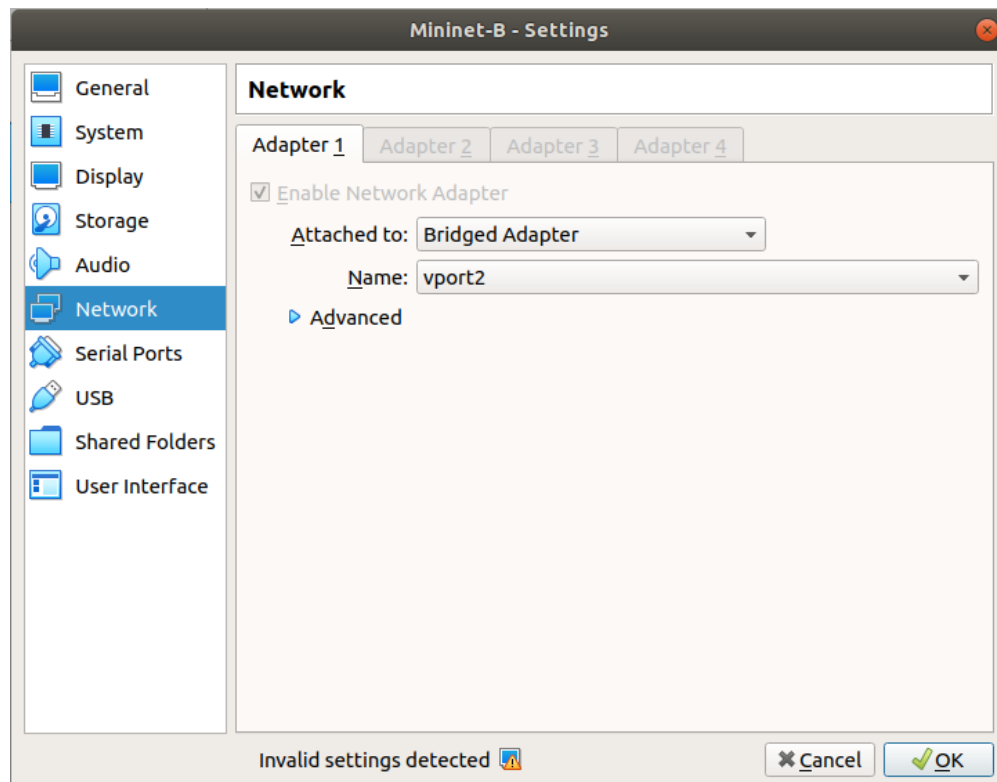 Mininet-B - Settings
General
System
Display
Storage
Audio
Network
Serial Ports
USB
Shared Folders
User Interface
Network
Adapter 1 Adapter 2 Adapter 3 Adapter 4
Enable Network Adapter
Attached to: Bridged Adapter
Name: vport2
Advanced
Invalid settings detected
Cancel OK